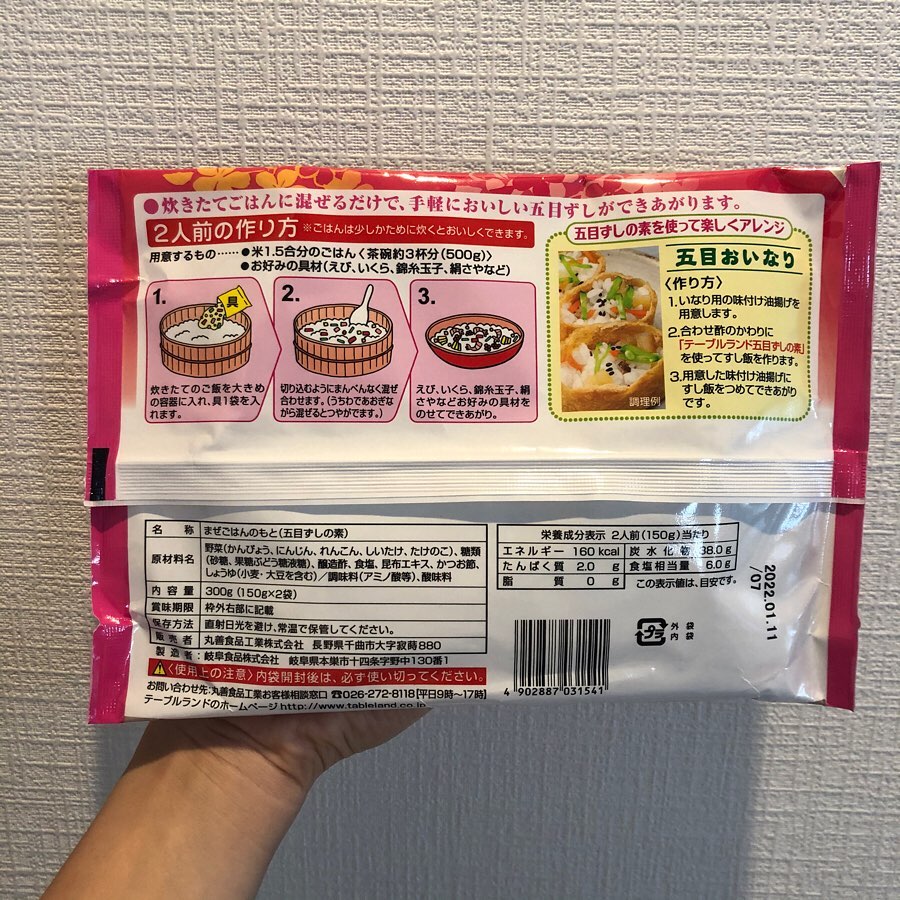 ●炊きたてごはんに混ぜるだけで、手軽においしい五目ずしができあがります。
2人前の作り方 ※ごはんは少しかために炊くとおいしくできます。
用意するもの……●米1.5合分のごはん〈茶碗約3杯分(500g)〉
●お好みの具材(えび、いくら、錦糸玉子、絹さやなど)
1.
具
炊きたてのご飯を大きめ
の容器に入れ、具1袋を入
れます。
2.
切り込むようにまんべんなく混ぜ
合わせます。(うちわであおぎな
がら混ぜるとつやがでます。)
3.
えび、いくら、錦糸玉子、絹
さやなどお好みの具材を
のせてできあがり。
五目ずしの素を使って楽しくアレンジ
五目おいなり
〈作り方〉
1.いなり用の味付け油揚げを
用意します。
2.合わせ酢のかわりに
「テーブルランド五目ずしの素」
を使ってすし飯を作ります。
3.用意した味付け油揚げに
すし飯をつめてできあがり
です。
調理例
名 称 まぜごはんのもと(五目ずしの素)
原材料名 野菜(かんぴょう、にんじん、れんこん、しいたけ、たけのこ)、糖類
(砂糖、果糖ぶどう糖液糖)、醸造酢、食塩、昆布エキス、かつお節、
しょうゆ(小麦・大豆を含む)/調味料(アミノ酸等)、酸味料
内 容 量 300g (150g×2袋)
賞味期限 枠外右部に記載
保存方法 直射日光を避け、常温で保管してください。
販 売 者 丸善食品工業株式会社 長野県千曲市大字寂蒔880
製 造 所 岐阜食品株式会社 岐阜県本巣市十四条字野中130番1
〈使用上の注意〉内袋開封後は、必ず使い切ってください。
お問い合わせ先:丸善食品工業お客様相談窓口 ☎026-272-8118[平日9時〜17時]
テーブルランドのホームページ http://www.tableland.co.jp
栄養成分表示 2人前(150g)当たり
エネルギー 160 kcal 炭水化物 38.0 g
たんぱく質 2.0 g 食塩相当量 6.0 g
脂 質 0 g この表示値は、目安です。
2022.01.11
/07
プラ
外袋
内袋
4 902887 031541